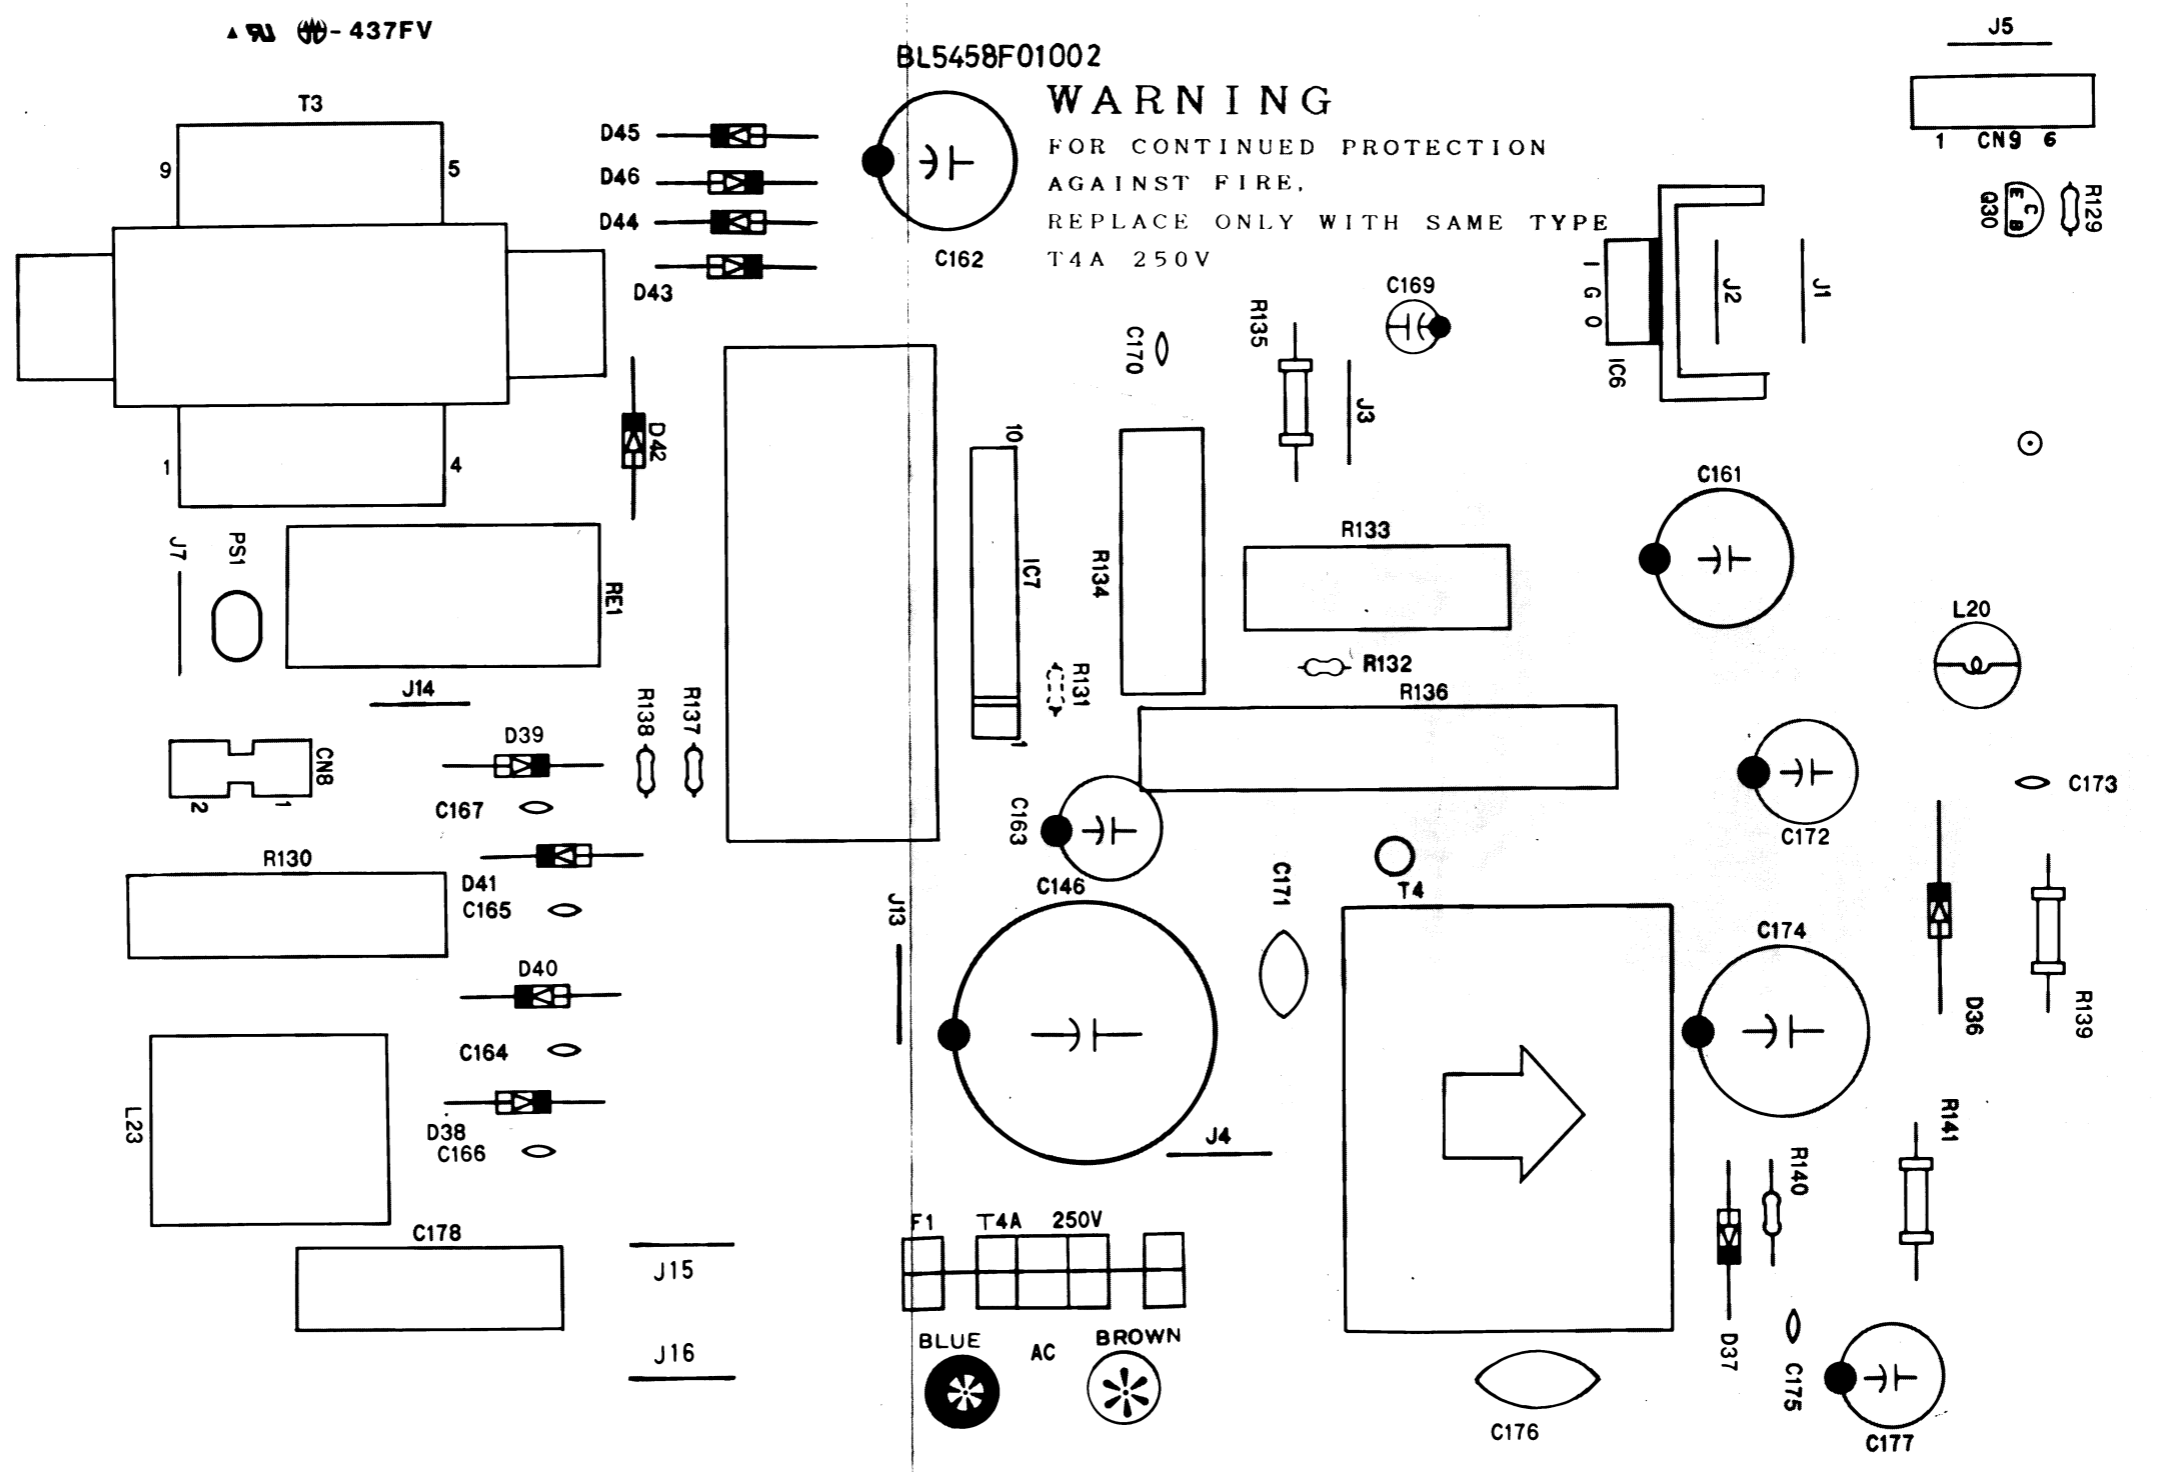 - 437FV
BL5458F01002
WARNING
FOR CONTINUED PROTECTION
AGAINST FIRE,
REPLACE ONLY WITH SAME TYPE
T4A 250V
J5
1 CN9 6
T3
9
5
1
4
D45
D46
D44
D43
C162
Q30
E
C
B
R129
C169
R135
C170
J3
I G O
IC6
J2
J1
D42
10
IC7
1
R134
R133
C161
J7
PS1
RE1
J14
R131
R132
R136
L20
R138
R137
D39
CN8
2
1
C167
C163
C172
C173
R130
D41
C165
C146
C171
T4
J13
C174
D40
D36
R139
C164
L23
D38
C166
J4
R141
R140
C178
F1 T4A 250V
J15
BLUE
AC
BROWN
J16
D37
C175
C176
C177